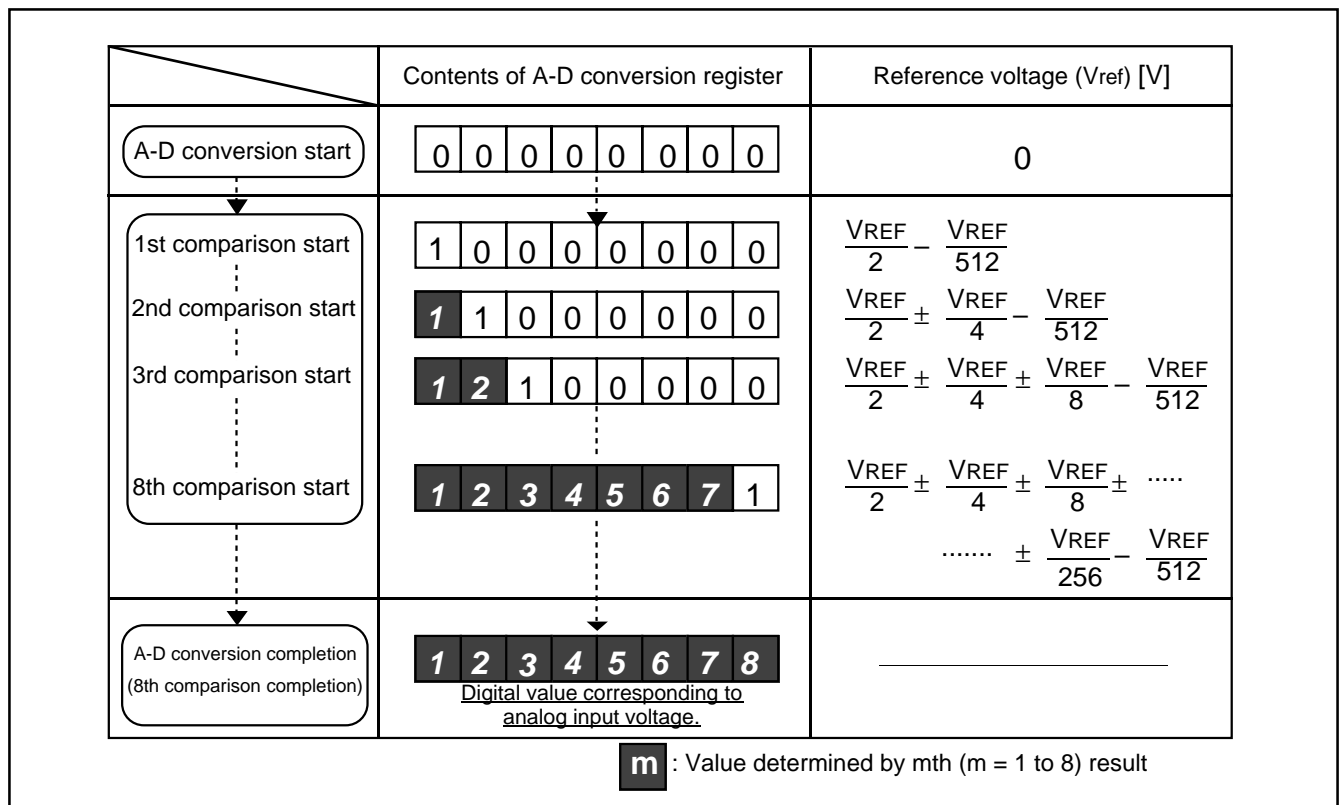 Contents of A-D conversion register
Reference voltage (Vref) [V]
A-D conversion start
0 0 0 0 0 0 0 0
0
1st comparison start
1 0 0 0 0 0 0 0
VREF/2 – VREF/512
2nd comparison start
1 1 0 0 0 0 0 0
VREF/2 ± VREF/4 – VREF/512
3rd comparison start
1 2 1 0 0 0 0 0
VREF/2 ± VREF/4 ± VREF/8 – VREF/512
8th comparison start
1 2 3 4 5 6 7 1
VREF/2 ± VREF/4 ± VREF/8 ± .....
....... ± VREF/256 – VREF/512
A-D conversion completion
(8th comparison completion)
1 2 3 4 5 6 7 8
Digital value corresponding to
analog input voltage.
m : Value determined by mth (m = 1 to 8) result